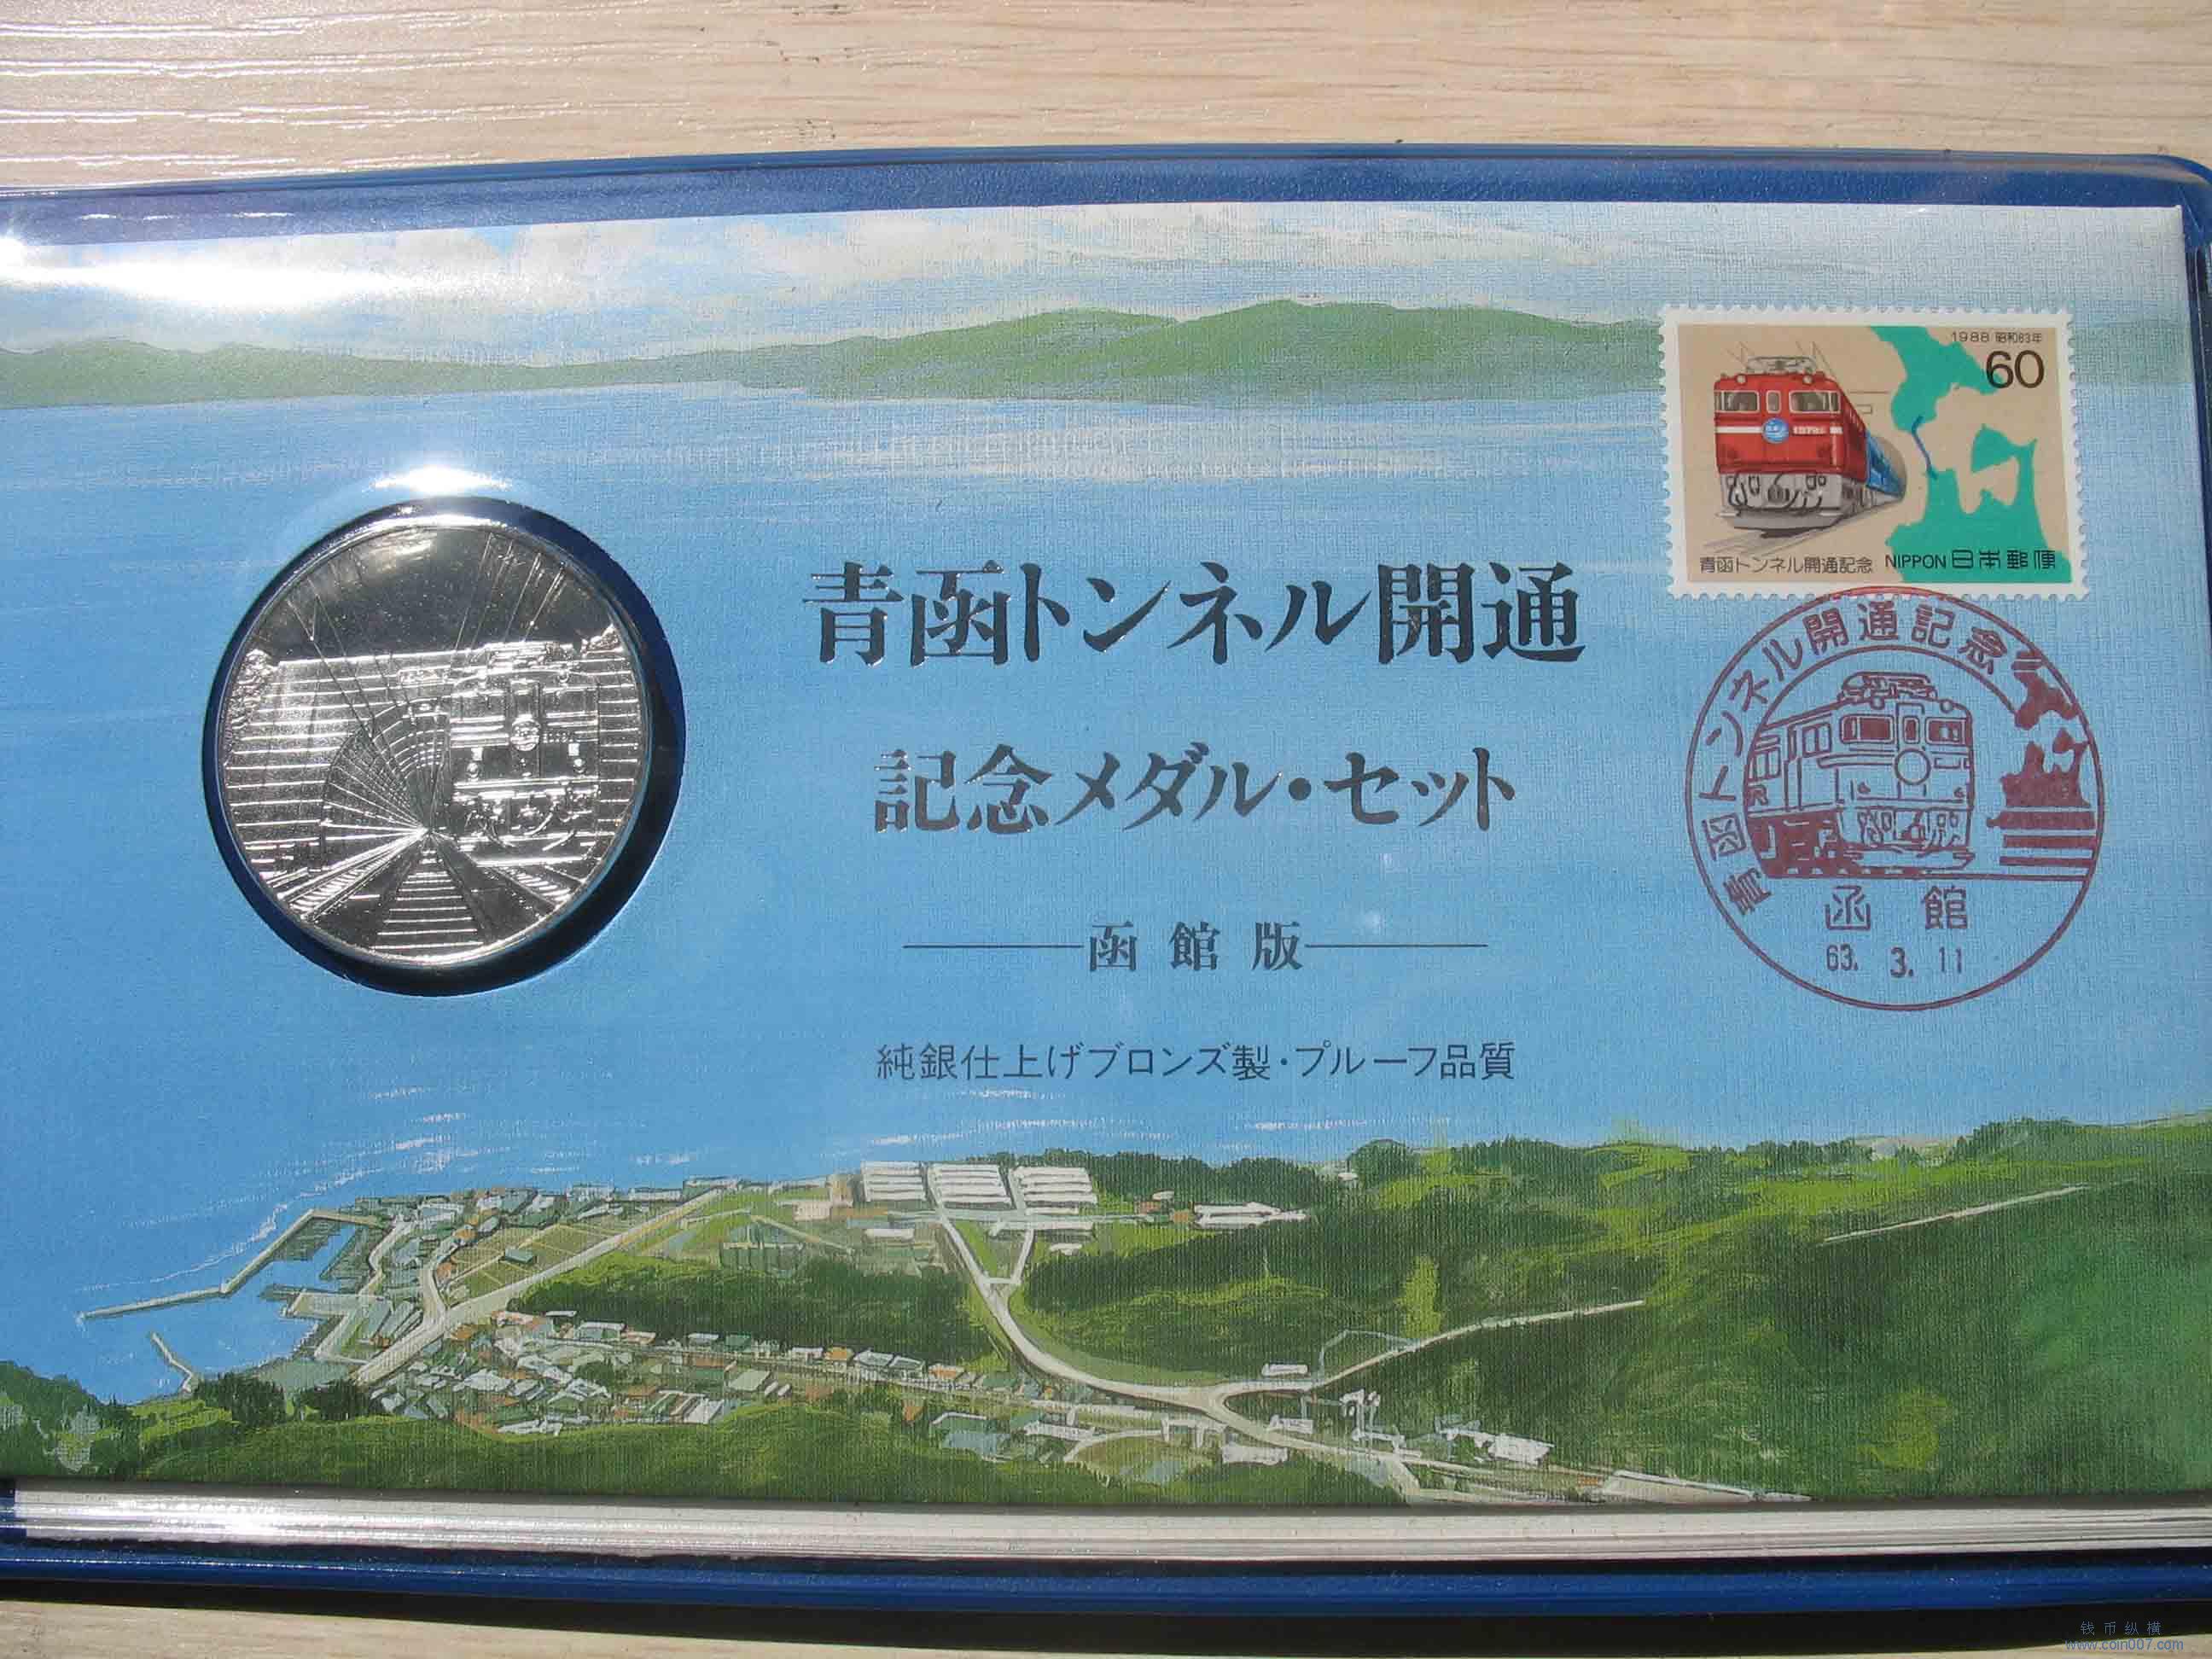 1988 昭和63年
60
青函トンネル開通記念 NIPPON 日本郵便
青函トンネル開通
記念メダル・セット
函館版
純銀仕上げブロンズ製・プルーフ品質
青函トンネル開通記念
函館
63. 3. 11
钱币纵横
www.coin007.com